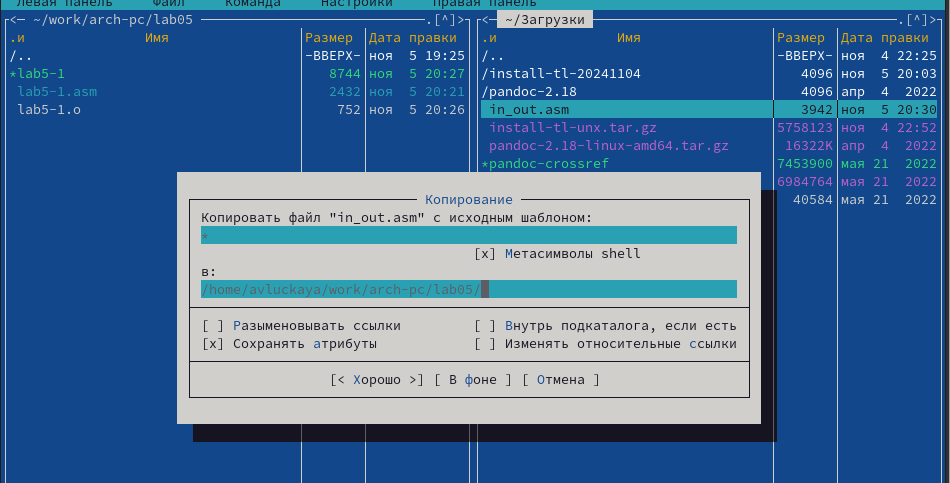 Левая панель Файл Команда Настройки Правая панель
<─ ~/work/arch-pc/lab05 .[^]>
.и Имя Размер Дата правки
/.. -ВВЕРХ- ноя 5 19:25
*lab5-1 8744 ноя 5 20:27
lab5-1.asm 2432 ноя 5 20:21
lab5-1.o 752 ноя 5 20:26
<─ ~/Загрузки .[^]>
.и Имя Размер Дата правки
/.. -ВВЕРХ- ноя 4 22:25
/install-tl-20241104 4096 ноя 5 20:03
/pandoc-2.18 4096 апр 4 2022
in_out.asm 3942 ноя 5 20:30
install-tl-unx.tar.gz 5758123 ноя 4 22:52
pandoc-2.18-linux-amd64.tar.gz 16322K апр 4 2022
*pandoc-crossref 7453900 мая 21 2022
6984764 мая 21 2022
40584 мая 21 2022
Копирование
Копировать файл "in_out.asm" с исходным шаблоном:
*
[x] Метасимволы shell
в:
/home/avluckaya/work/arch-pc/lab05/
[ ] Разыменовывать ссылки [ ] Внутрь подкаталога, если есть
[x] Сохранять атрибуты [ ] Изменять относительные ссылки
[< Хорошо >] [ В фоне ] [ Отмена ]